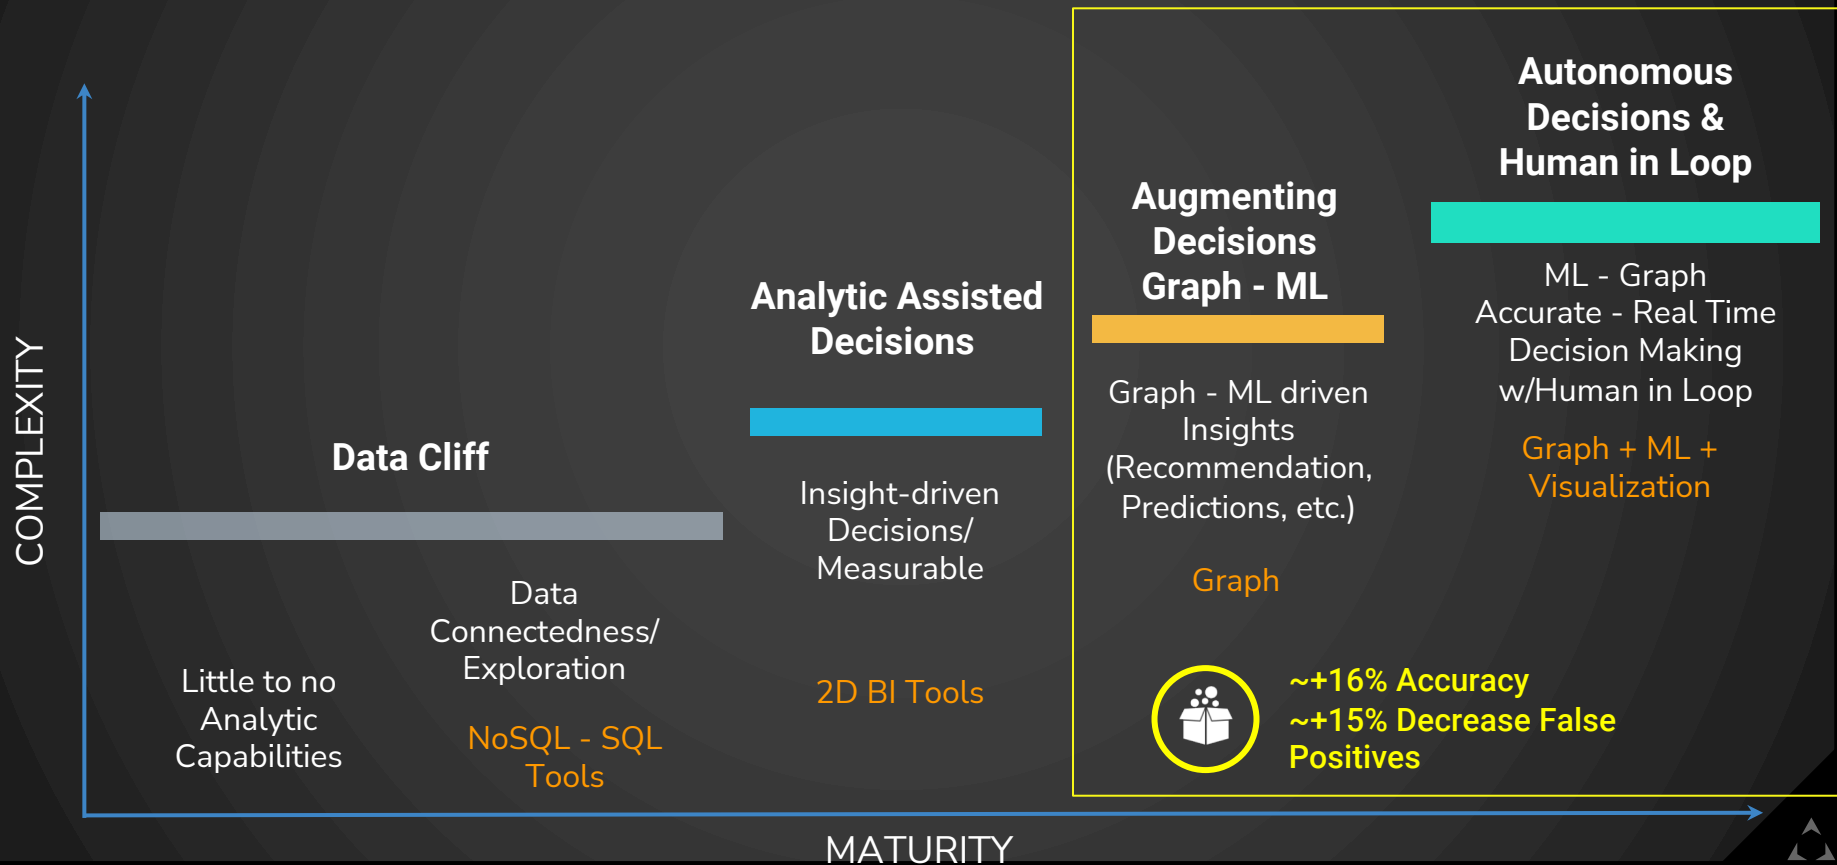 COMPLEXITY
Data Cliff
Little to no
Analytic
Capabilities
Data
Connectedness/
Exploration
NoSQL - SQL
Tools
Analytic Assisted
Decisions
Insight-driven
Decisions/
Measurable
2D BI Tools
Augmenting
Decisions
Graph - ML
Graph - ML driven
Insights
(Recommendation,
Predictions, etc.)
Graph
Autonomous
Decisions &
Human in Loop
ML - Graph
Accurate - Real Time
Decision Making
w/Human in Loop
Graph + ML +
Visualization
~+16% Accuracy
~+15% Decrease False
Positives
MATURITY